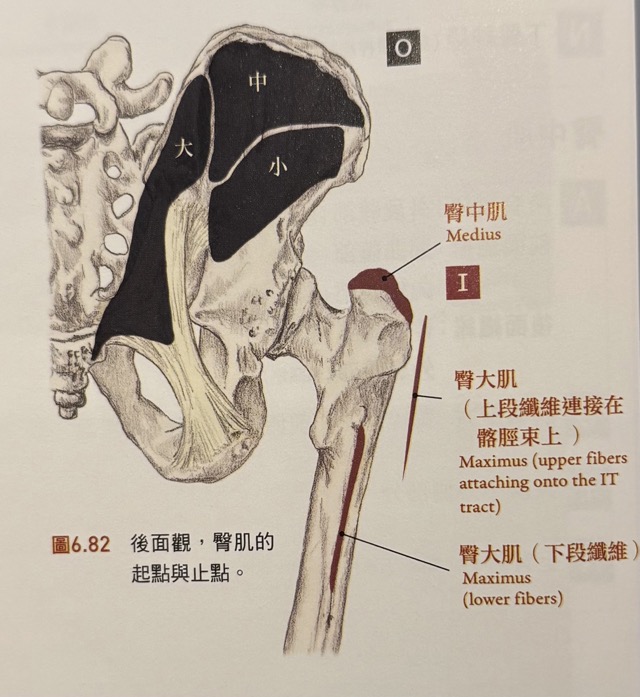 O
中
大
小
臀中肌
Medius
I
臀大肌
（上段纖維連接在
髂脛束上）
Maximus (upper fibers
attaching onto the IT
tract)
臀大肌（下段纖維）
Maximus
(lower fibers)
圖6.82 後面觀，臀肌的
起點與止點。